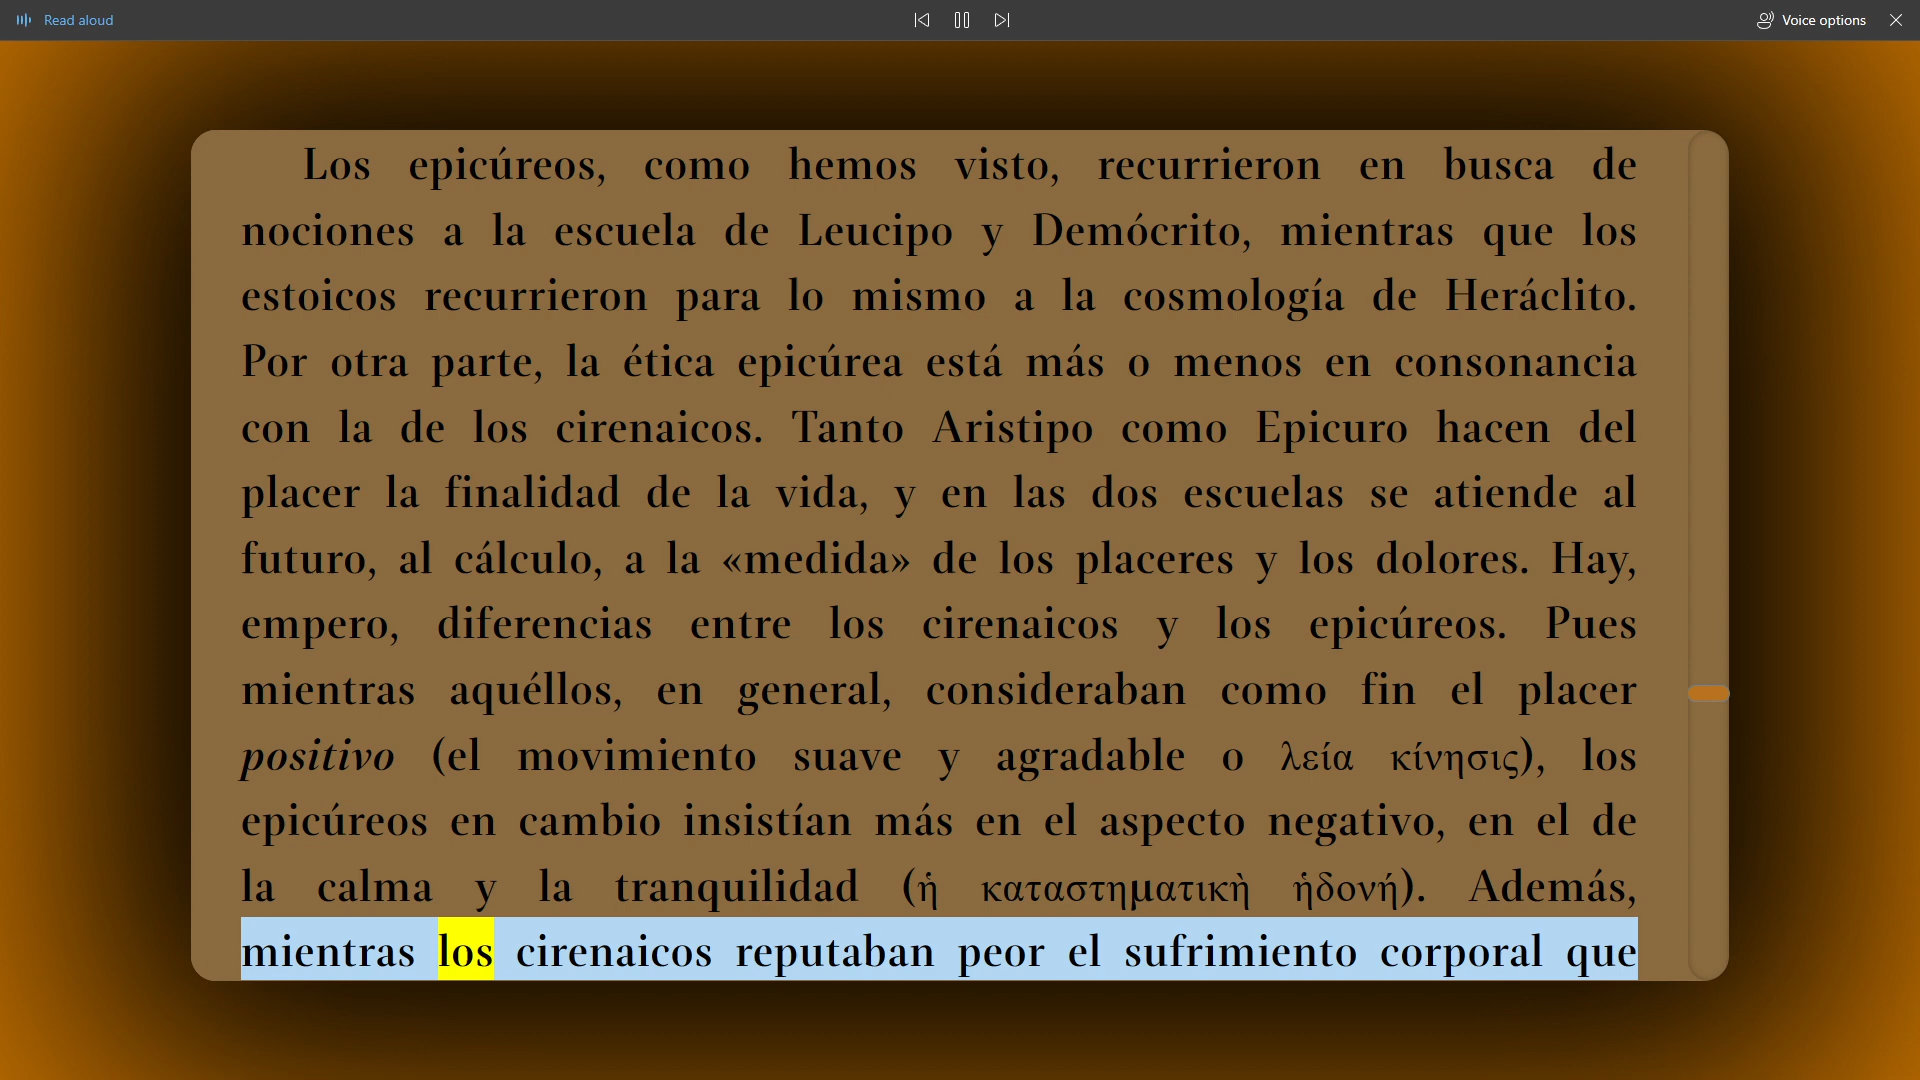 Read aloud
Voice options
Los epicúreos, como hemos visto, recurrieron en busca de
nociones a la escuela de Leucipo y Demócrito, mientras que los
estoicos recurrieron para lo mismo a la cosmología de Heráclito.
Por otra parte, la ética epicúrea está más o menos en consonancia
con la de los cirenaicos. Tanto Aristipo como Epicuro hacen del
placer la finalidad de la vida, y en las dos escuelas se atiende al
futuro, al cálculo, a la «medida» de los placeres y los dolores. Hay,
empero, diferencias entre los cirenaicos y los epicúreos. Pues
mientras aquéllos, en general, consideraban como fin el placer
positivo (el movimiento suave y agradable o λεία κίνησις), los
epicúreos en cambio insistían más en el aspecto negativo, en el de
la calma y la tranquilidad (ἡ καταστηματικὴ ἡδονή). Además,
mientras los cirenaicos reputaban peor el sufrimiento corporal que